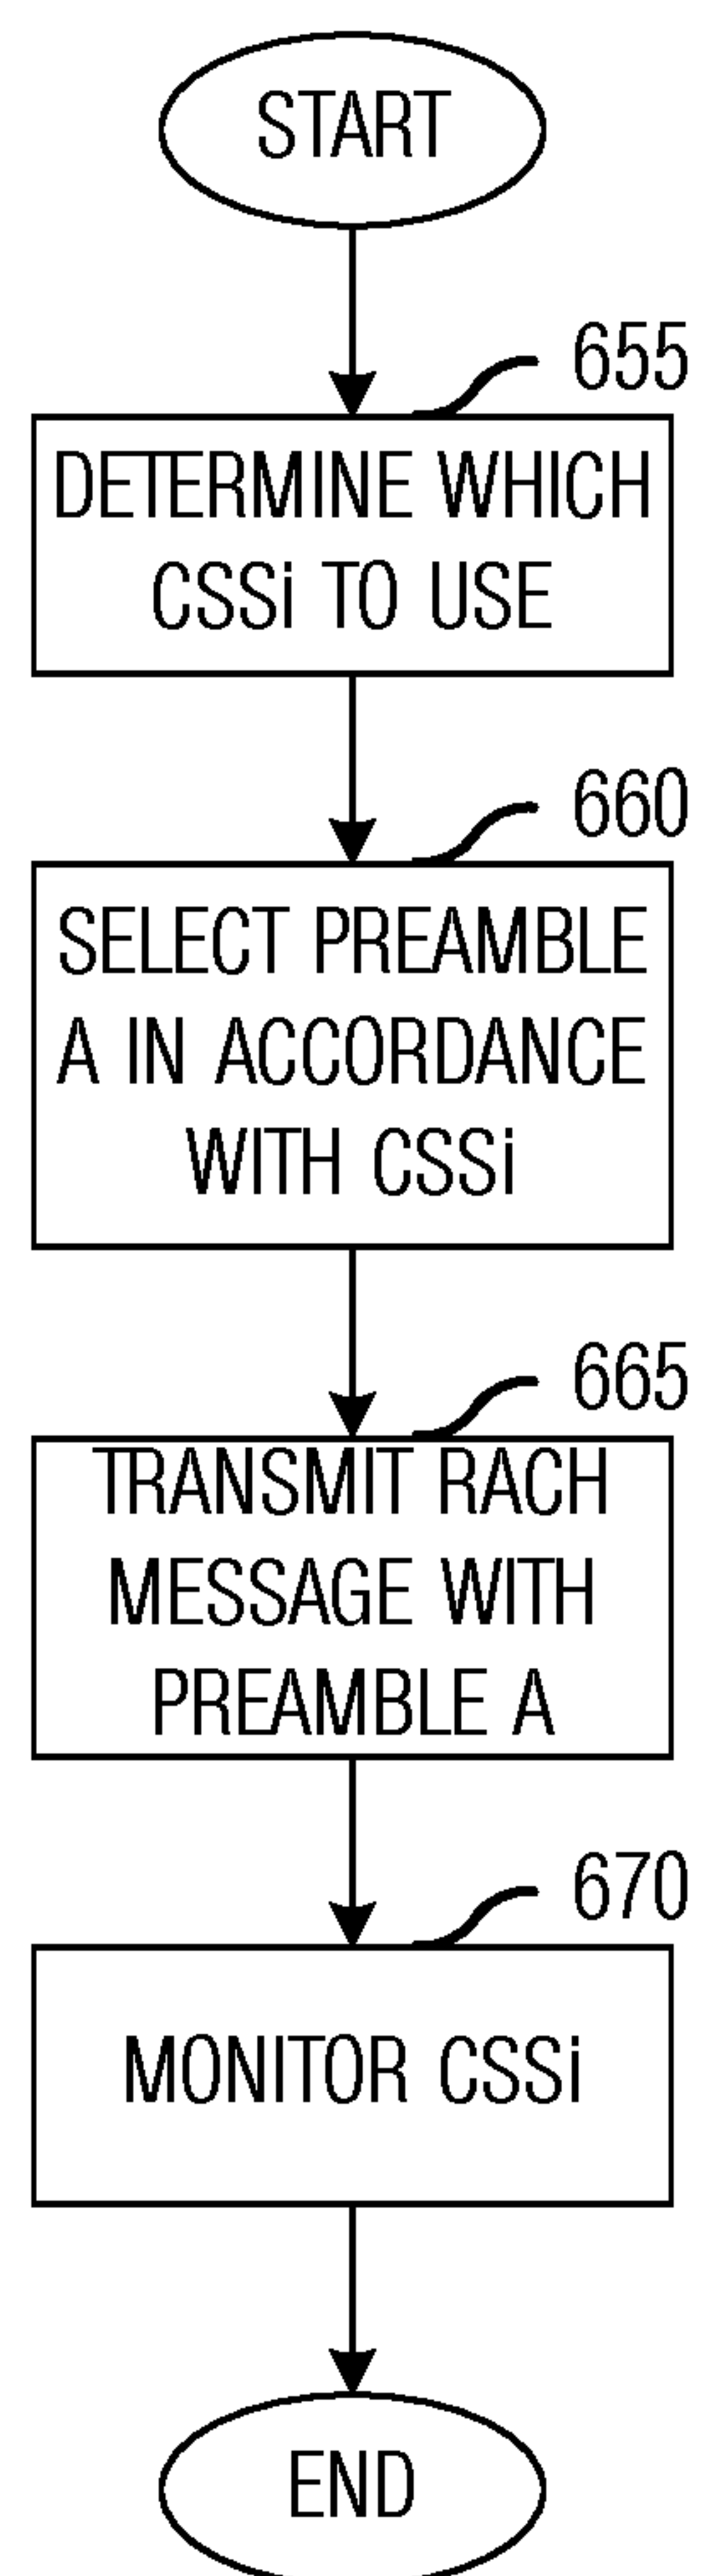 START
655
DETERMINE WHICH
CSSi TO USE
660
SELECT PREAMBLE
A IN ACCORDANCE
WITH CSSi
665
TRANSMIT RACH
MESSAGE WITH
PREAMBLE A
670
MONITOR CSSi
END